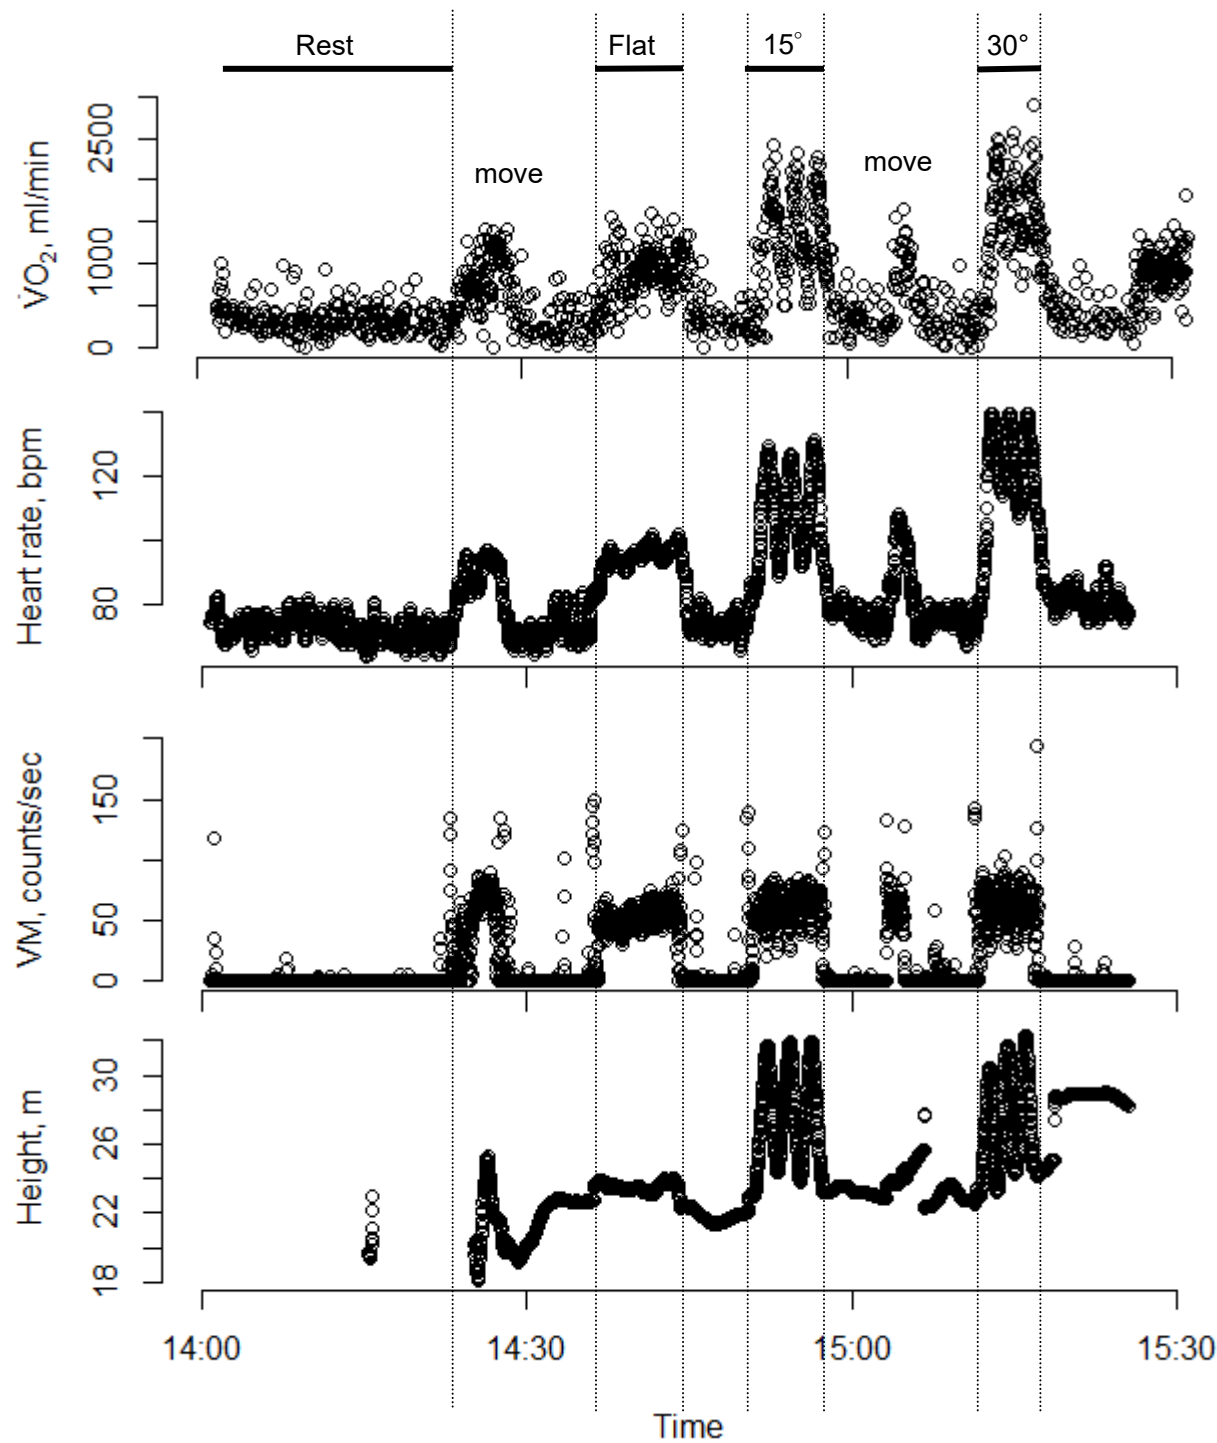 Rest
Flat
15°
30°
move
move
V̇O₂, ml/min
0
1000
2500
Heart rate, bpm
80
120
VM, counts/sec
0
50
150
Height, m
18
22
26
30
14:00
14:30
15:00
15:30
Time